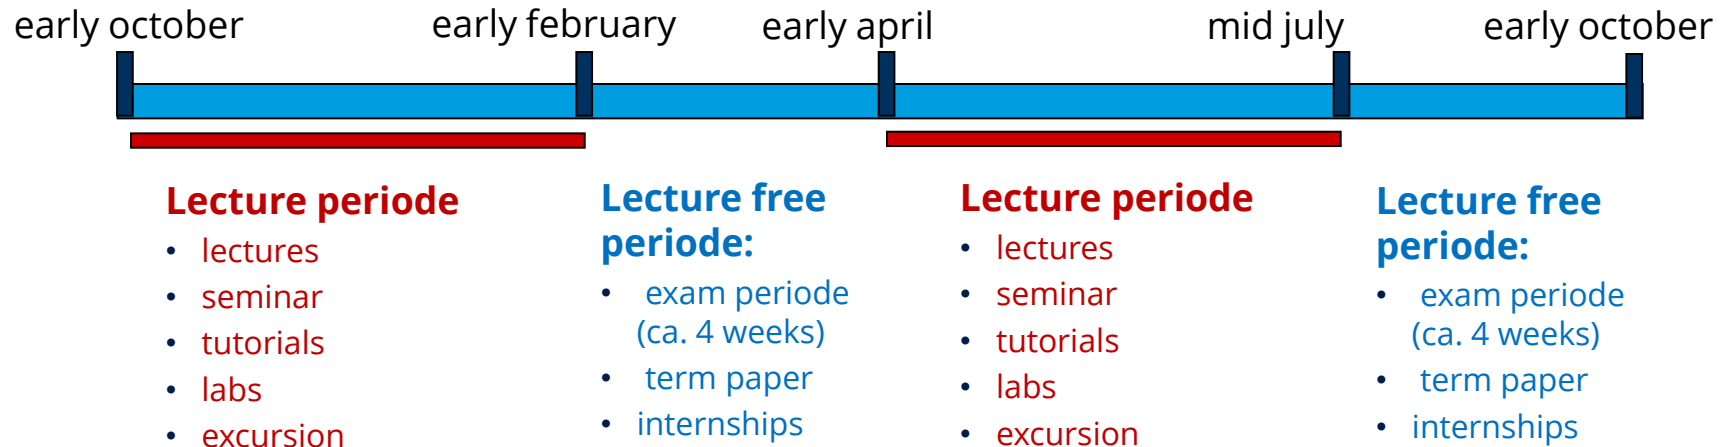 early october
early february
early april
mid july
early october
Lecture periode
• lectures
• seminar
• tutorials
• labs
• excursion
Lecture free
periode:
• exam periode
(ca. 4 weeks)
• term paper
• internships
Lecture periode
• lectures
• seminar
• tutorials
• labs
• excursion
Lecture free
periode:
• exam periode
(ca. 4 weeks)
• term paper
• internships